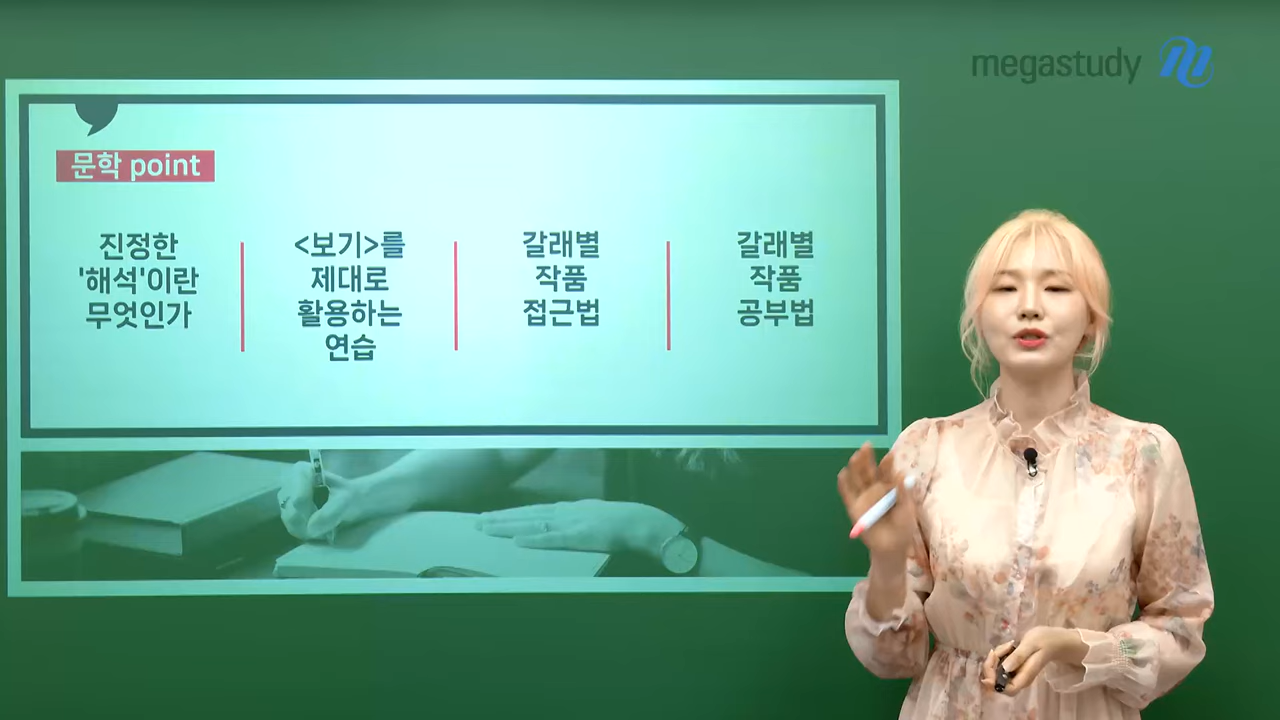 megastudy
문학 point
진정한
'해석'이란
무엇인가
<보기>를
제대로
활용하는
연습
갈래별
작품
접근법
갈래별
작품
공부법